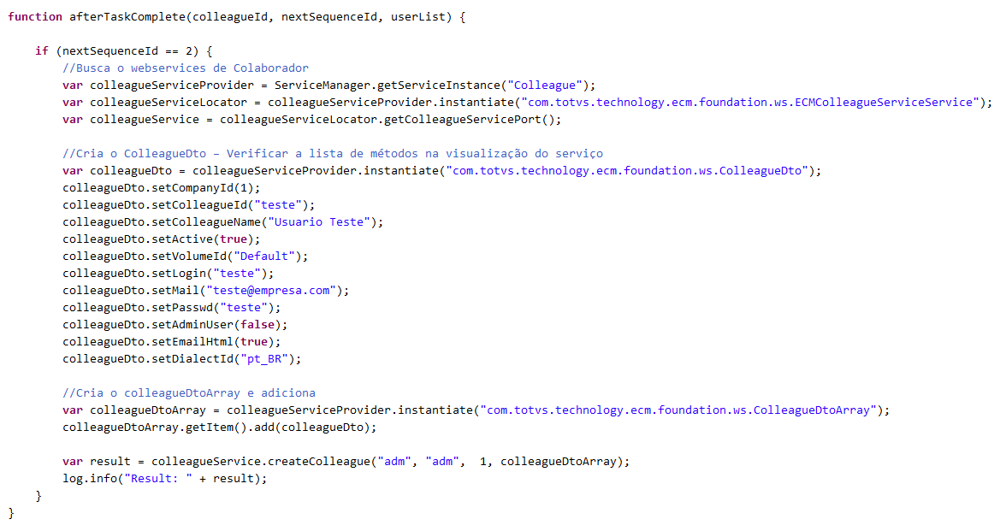 function afterTaskComplete(colleagueId, nextSequenceId, userList) {
if (nextSequenceId == 2) {
//Busca o webservices de Colaborador
var colleagueServiceProvider = ServiceManager.getServiceInstance("Colleague");
var colleagueServiceLocator = colleagueServiceProvider.instantiate("com.totvs.technology.ecm.foundation.ws.ECMColleagueServiceService");
var colleagueService = colleagueServiceLocator.getColleagueServicePort();
//Cria o ColleagueDto – Verificar a lista de métodos na visualização do serviço
var colleagueDto = colleagueServiceProvider.instantiate("com.totvs.technology.ecm.foundation.ws.ColleagueDto");
colleagueDto.setCompanyId(1);
colleagueDto.setColleagueId("teste");
colleagueDto.setColleagueName("Usuario Teste");
colleagueDto.setActive(true);
colleagueDto.setVolumeId("Default");
colleagueDto.setLogin("teste");
colleagueDto.setMail("teste@empresa.com");
colleagueDto.setPasswd("teste");
colleagueDto.setAdminUser(false);
colleagueDto.setEmailHtml(true);
colleagueDto.setDialectId("pt_BR");
//Cria o colleagueDtoArray e adiciona
var colleagueDtoArray = colleagueServiceProvider.instantiate("com.totvs.technology.ecm.foundation.ws.ColleagueDtoArray");
colleagueDtoArray.getItem().add(colleagueDto);
var result = colleagueService.createColleague("adm", "adm",  1, colleagueDtoArray);
log.info("Result: " + result);
}
}